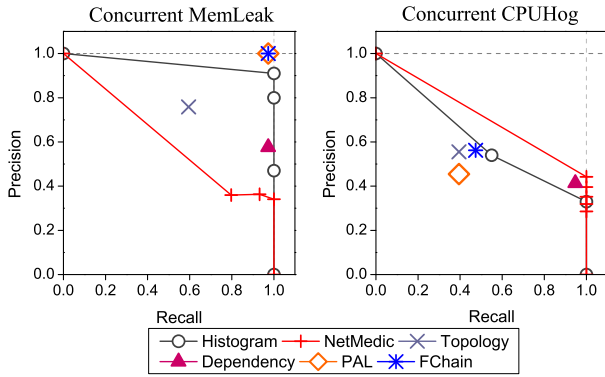 Concurrent MemLeak
Concurrent CPUHog
Precision
1.0
0.8
0.6
0.4
0.2
0.0
0.0 0.2 0.4 0.6 0.8 1.0
Recall
Precision
1.0
0.8
0.6
0.4
0.2
0.0
0.0 0.2 0.4 0.6 0.8 1.0
Recall
Histogram NetMedic Topology
Dependency PAL FChain